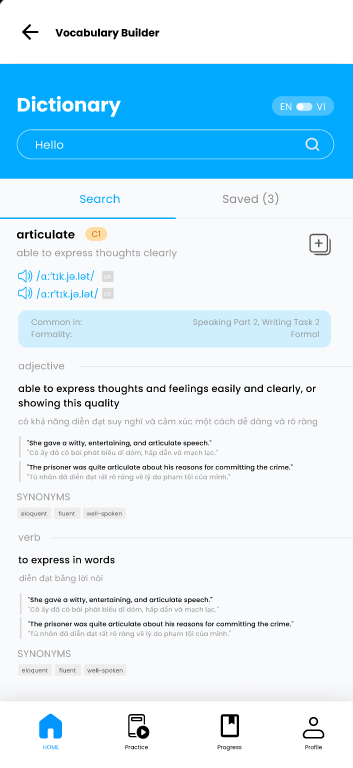 Vocabulary Builder
Dictionary
EN VI
Hello
Search Saved (3)
articulate C1
able to express thoughts clearly
/ɑːˈtɪk.jə.lət/ UK
/ɑːrˈtɪk.jə.lət/
Common in: Speaking Part 2, Writing Task 2
Formality: Formal
adjective
able to express thoughts and feelings easily and clearly, or
showing this quality
có khả năng diễn đạt suy nghĩ và cảm xúc một cách dễ dàng và rõ ràng
"She gave a witty, entertaining, and articulate speech."
"Cô ấy đã có bài phát biểu dí dỏm, hấp dẫn và mạch lạc."
"The prisoner was quite articulate about his reasons for committing the crime."
"Tù nhân đã diễn đạt rất rõ ràng về lý do phạm tội của mình."
SYNONYMS
eloquent fluent well-spoken
verb
to express in words
diễn đạt bằng lời nói
"She gave a witty, entertaining, and articulate speech."
"Cô ấy đã có bài phát biểu dí dỏm, hấp dẫn và mạch lạc."
"The prisoner was quite articulate about his reasons for committing the crime."
"Tù nhân đã diễn đạt rất rõ ràng về lý do phạm tội của mình."
SYNONYMS
eloquent fluent well-spoken
HOME Practice Progress Profile